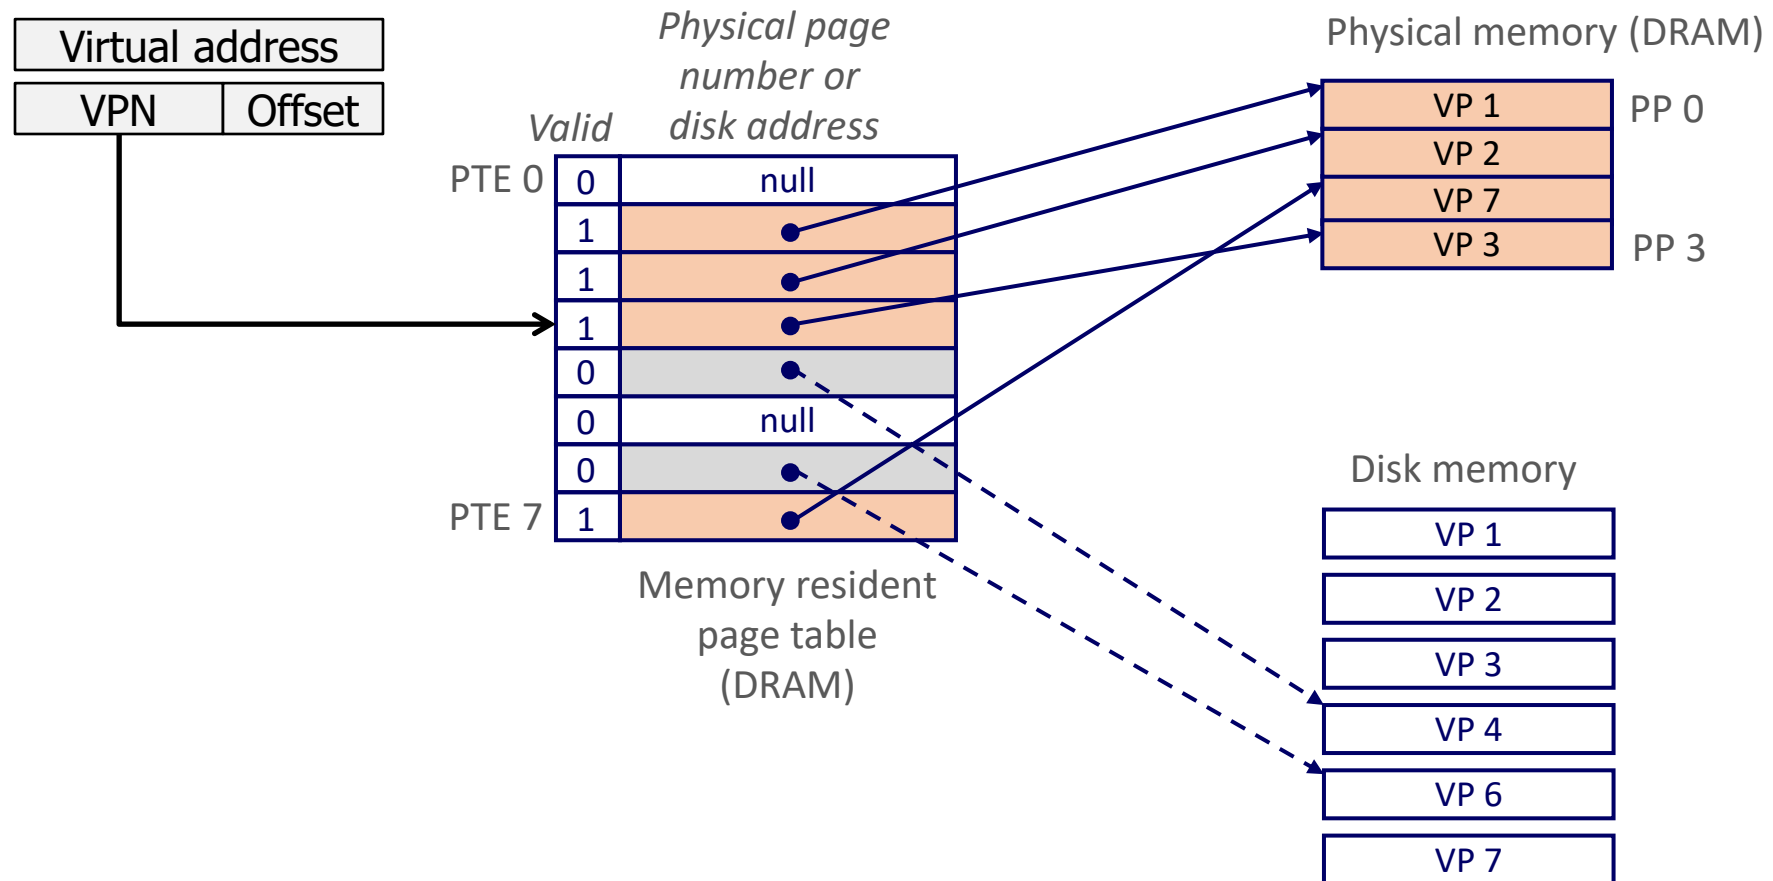 Virtual address
VPN
Offset
Physical page
number or
disk address
Valid
PTE 0
0
null
1
1
1
0
0
null
0
PTE 7
1
Memory resident
page table
(DRAM)
Physical memory (DRAM)
VP 1
PP 0
VP 2
VP 7
VP 3
PP 3
Disk memory
VP 1
VP 2
VP 3
VP 4
VP 6
VP 7